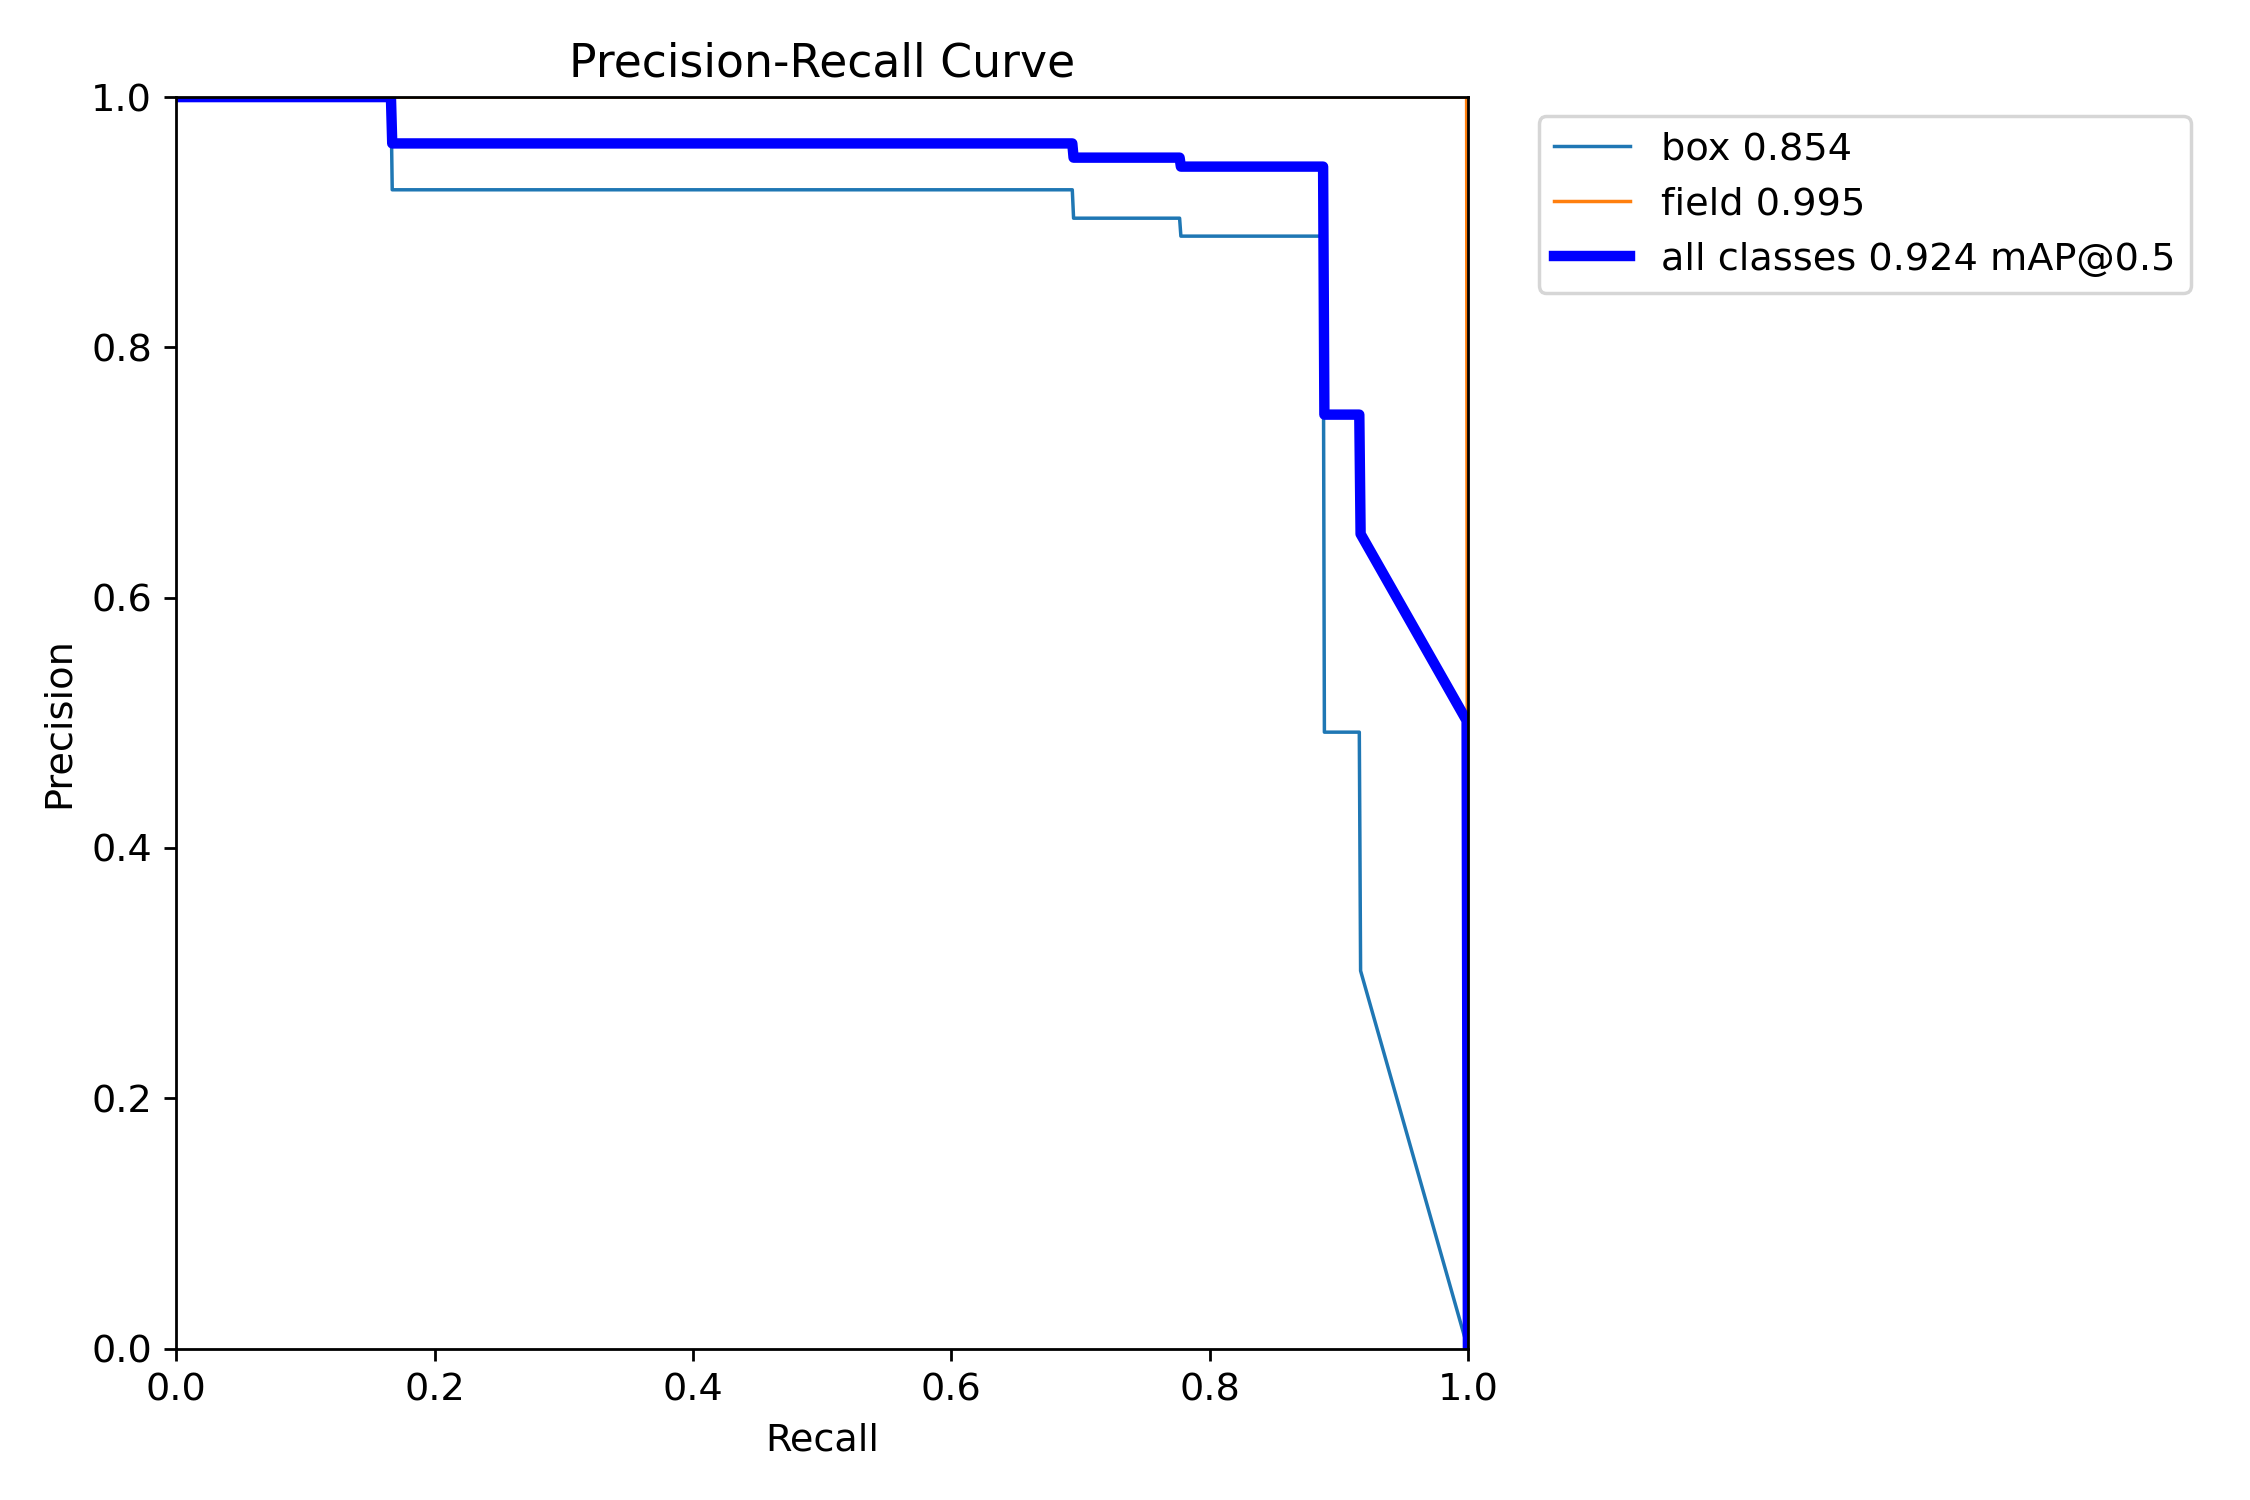 Precision-Recall Curve
1.0
0.8
0.6
0.4
0.2
0.0
Precision
0.0 0.2 0.4 0.6 0.8 1.0
Recall
box 0.854
field 0.995
all classes 0.924 mAP@0.5